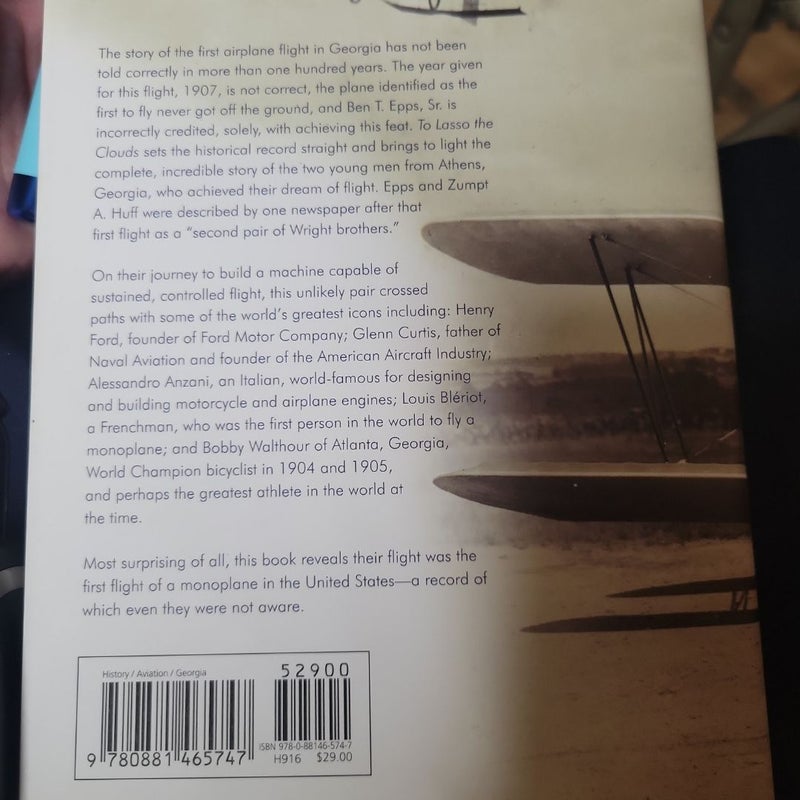 The story of the first airplane flight in Georgia has not been
told correctly in more than one hundred years. The year given
for this flight, 1907, is not correct, the plane identified as the
first to fly never got off the ground, and Ben T. Epps, Sr. is
incorrectly credited, solely, with achieving this feat. To Lasso the
Clouds sets the historical record straight and brings to light the
complete, incredible story of the two young men from Athens,
Georgia, who achieved their dream of flight. Epps and Zumpt
A. Huff were described by one newspaper after that
first flight as a “second pair of Wright brothers.”
On their journey to build a machine capable of
sustained, controlled flight, this unlikely pair crossed
paths with some of the world’s greatest icons including: Henry
Ford, founder of Ford Motor Company; Glenn Curtis, father of
Naval Aviation and founder of the American Aircraft Industry;
Alessandro Anzani, an Italian, world-famous for designing
and building motorcycle and airplane engines; Louis Blériot,
a Frenchman, who was the first person in the world to fly a
monoplane; and Bobby Walthour of Atlanta, Georgia,
World Champion bicyclist in 1904 and 1905,
and perhaps the greatest athlete in the world at
the time.
Most surprising of all, this book reveals their flight was the
first flight of a monoplane in the United States—a record of
which even they were not aware.
History / Aviation / Georgia
52900
ISBN 978-0-88146-574-7
9 780881 465747
H916 $29.00